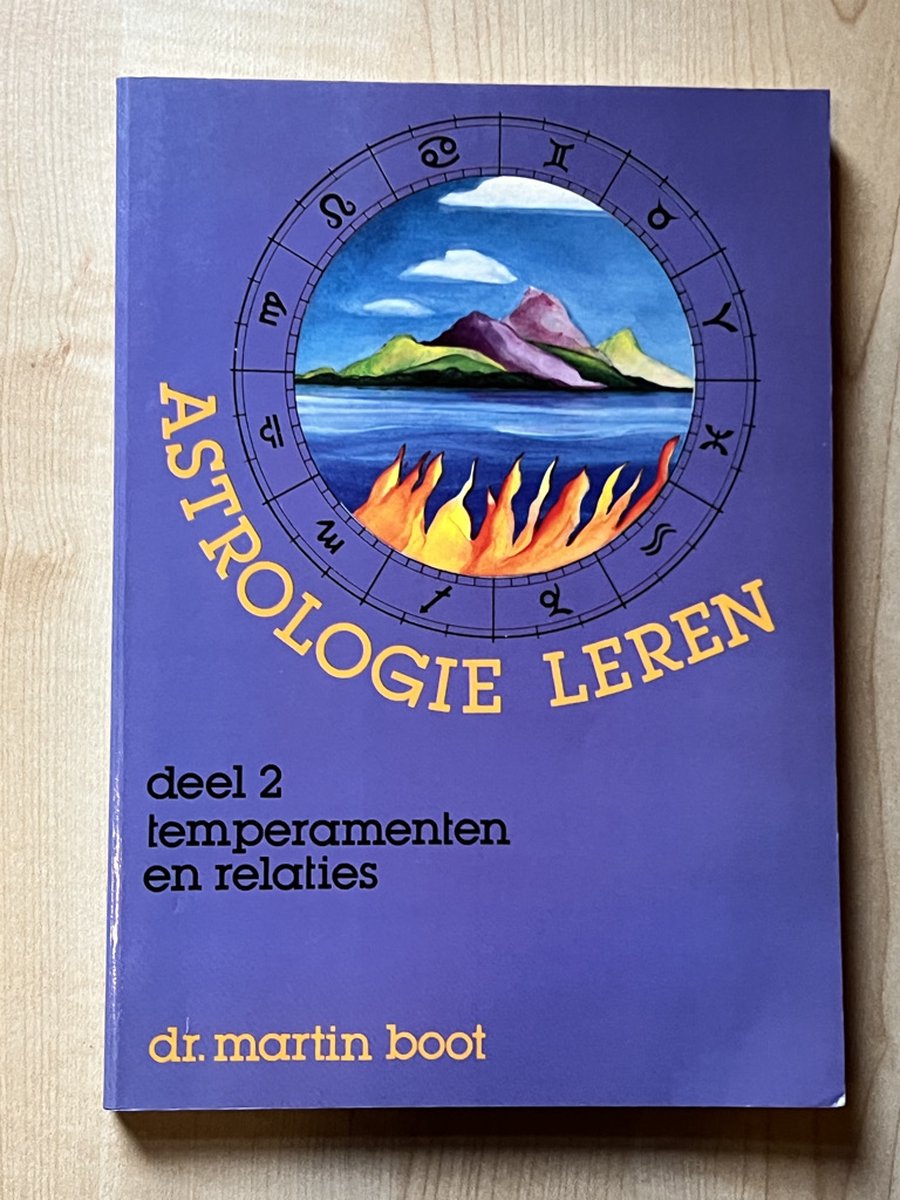 ASTROLOGIE LEREN
deel 2
temperamenten
en relaties
dr. martin boot